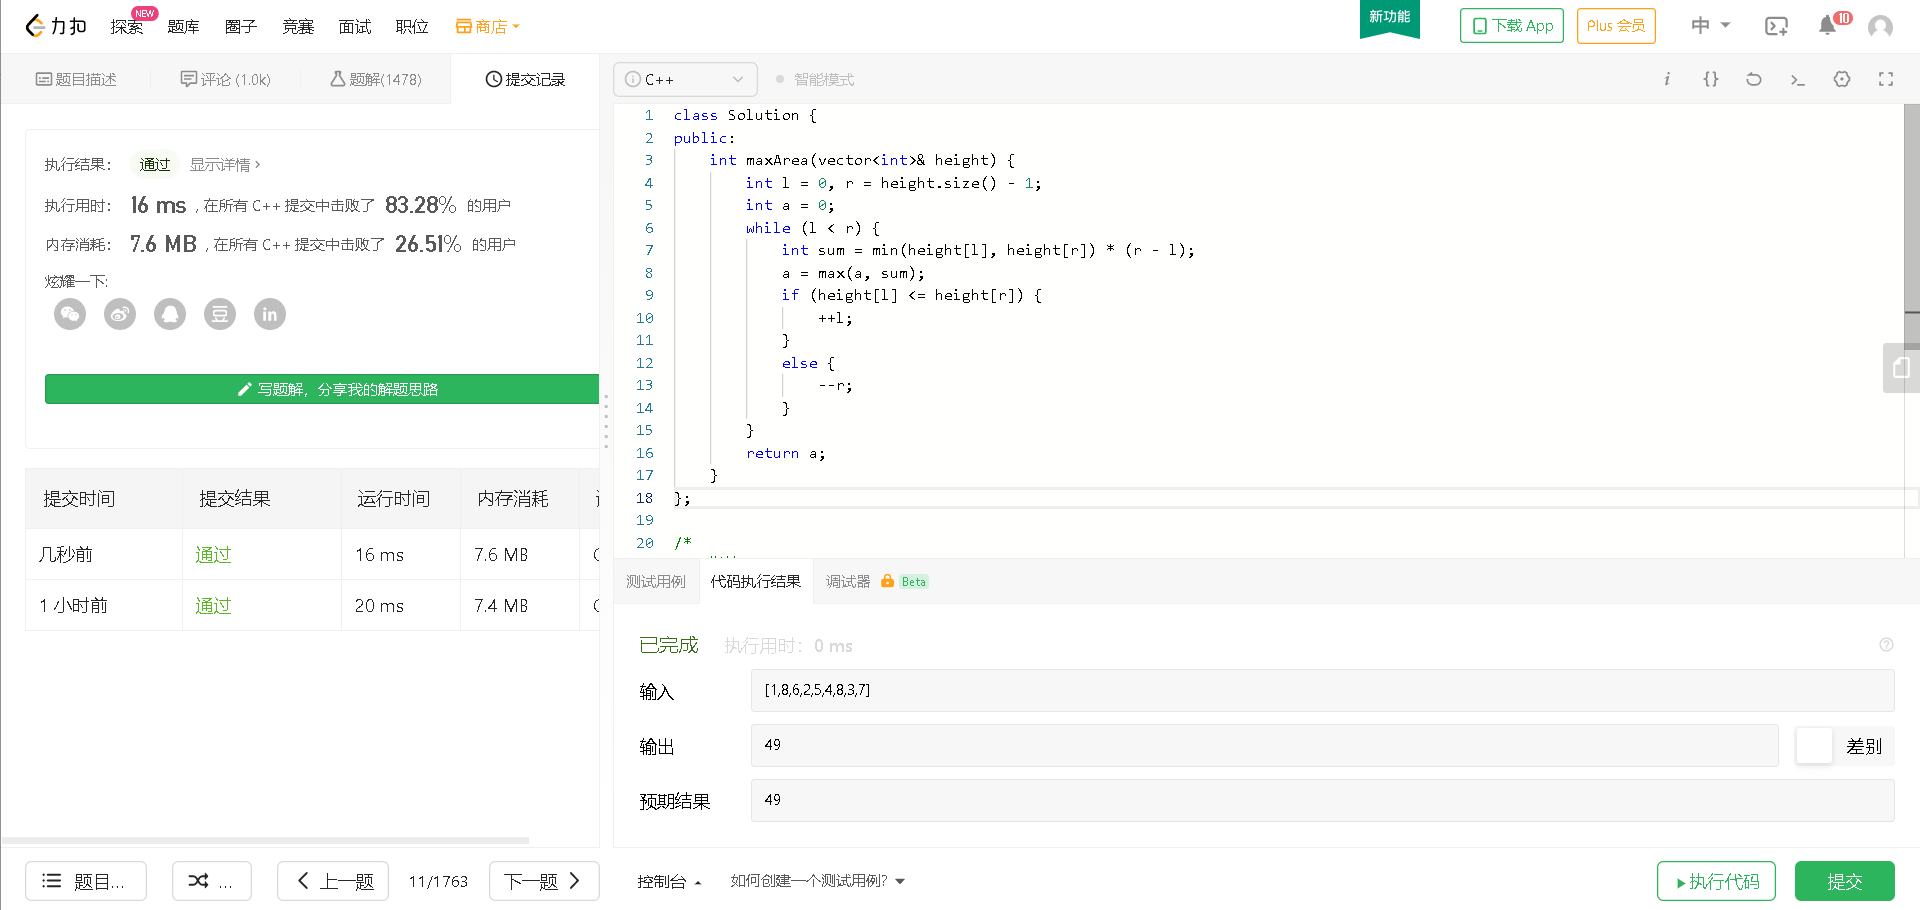 力扣
探索
NEW
题库
圈子
竞赛
面试
职位
商店
新功能
下载 App
Plus 会员
中
10
题目描述
评论 (1.0k)
题解(1478)
提交记录
C++
智能模式
执行结果：
通过
显示详情 >
执行用时：
16 ms
, 在所有 C++ 提交中击败了
83.28%
的用户
内存消耗：
7.6 MB
, 在所有 C++ 提交中击败了
26.51%
的用户
炫耀一下:
写题解，分享我的解题思路
提交时间 提交结果 运行时间 内存消耗
几秒前 通过 16 ms 7.6 MB
1 小时前 通过 20 ms 7.4 MB
1 class Solution {
2 public:
3 int maxArea(vector<int>& height) {
4 int l = 0, r = height.size() - 1;
5 int a = 0;
6 while (l < r) {
7 int sum = min(height[l], height[r]) * (r - l);
8 a = max(a, sum);
9 if (height[l] <= height[r]) {
10 ++l;
11 }
12 else {
13 --r;
14 }
15 }
16 return a;
17 }
18 };
19
20 /*
测试用例
代码执行结果
调试器
Beta
已完成
执行用时：0 ms
输入
[1,8,6,2,5,4,8,3,7]
输出
49
差别
预期结果
49
题目...
...
上一题
11/1763
下一题
控制台
如何创建一个测试用例?
执行代码
提交